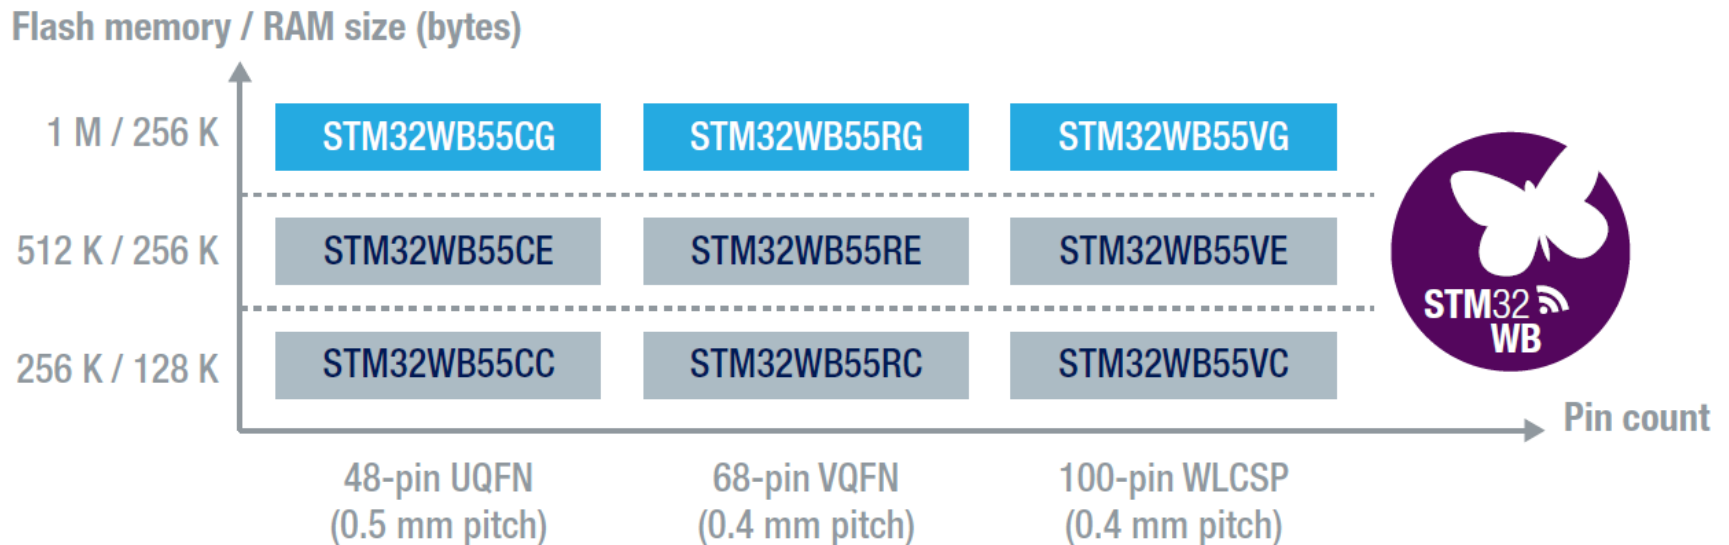 Flash memory / RAM size (bytes)
1 M / 256 K STM32WB55CG STM32WB55RG STM32WB55VG
512 K / 256 K STM32WB55CE STM32WB55RE STM32WB55VE
STM32
WB
256 K / 128 K STM32WB55CC STM32WB55RC STM32WB55VC
Pin count
48-pin UQFN 68-pin VQFN 100-pin WLCSP
(0.5 mm pitch) (0.4 mm pitch) (0.4 mm pitch)